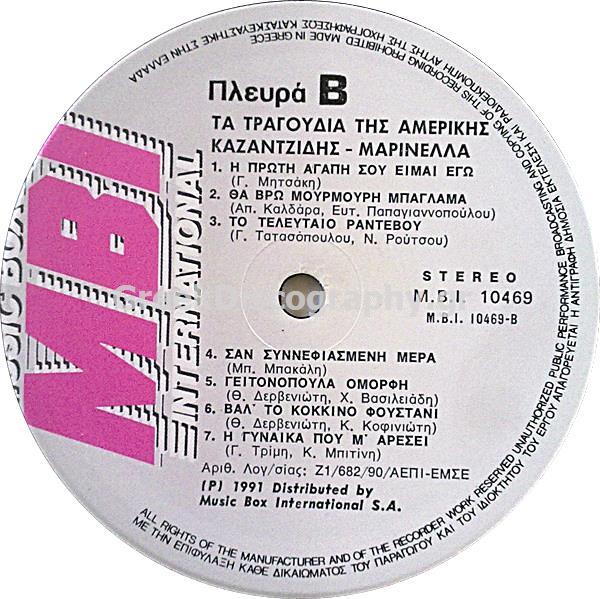 ΚΑΤΑΣΚΕΥΑΣΤΗΚΕ ΣΤΗΝ ΕΛΛΑΔΑ
MADE IN GREECE
Πλευρά B
ΤΑ ΤΡΑΓΟΥΔΙΑ ΤΗΣ ΑΜΕΡΙΚΗΣ
ΚΑΖΑΝΤΖΙΔΗΣ - ΜΑΡΙΝΕΛΛΑ
1. Η ΠΡΩΤΗ ΑΓΑΠΗ ΣΟΥ ΕΙΜΑΙ ΕΓΩ
(Γ. Μητσάκη)
2. ΘΑ ΒΡΩ ΜΟΥΡΜΟΥΡΗ ΜΠΑΓΛΑΜΑ
(Απ. Καλδάρα, Ευτ. Παπαγιαννοπούλου)
3. ΤΟ ΤΕΛΕΥΤΑΙΟ ΡΑΝΤΕΒΟΥ
(Γ. Τατασόπουλου, Ν. Ρούτσου)
STEREO
M.B.I. 10469
M.B.I. 10469-B
MBI
INTERNATIONAL
4. ΣΑΝ ΣΥΝΝΕΦΙΑΣΜΕΝΗ ΜΕΡΑ
(Μπ. Μπακάλη)
5. ΓΕΙΤΟΝΟΠΟΥΛΑ ΟΜΟΡΦΗ
(Θ. Δερβενιώτη, Χ. Βασιλειάδη)
6. ΒΑΛ' ΤΟ ΚΟΚΚΙΝΟ ΦΟΥΣΤΑΝΙ
(Θ. Δερβενιώτη, Κ. Κοφινιώτη)
7. Η ΓΥΝΑΙΚΑ ΠΟΥ Μ' ΑΡΕΣΕΙ
(Γ. Τρίμη, Κ. Μπιτίνη)
Αριθ. Λογ/σίας: Ζ1/682/90/ΑΕΠΙ-ΕΜΣΕ
(P) 1991 Distributed by
Music Box International S.A.
ALL RIGHTS OF THE MANUFACTURER AND OF THE RECORDER WORK RESERVED UNAUTHORIZED PUBLIC PERFORMANCE BROADCASTING AND COPYING OF THIS RECORDING PROHIBITED
ΜΕ ΤΗΝ ΕΠΙΦΥΛΑΞΗ ΚΑΘΕ ΔΙΚΑΙΩΜΑΤΟΣ ΤΟΥ ΠΑΡΑΓΩΓΟΥ ΚΑΙ ΤΟΥ ΙΔΙΟΚΤΗΤΟΥ ΤΟΥ ΕΡΓΟΥ ΑΠΑΓΟΡΕΥΕΤΑΙ Η ΑΝΤΙΓΡΑΦΗ ΔΗΜΟΣΙΑ ΕΚΤΕΛΕΣΗ ΚΑΙ ΡΑΔΙΟΕΚΠΟΜΠΗ ΑΥΤΗΣ ΤΗΣ ΗΧΟΓΡΑΦΗΣΕΩΣ